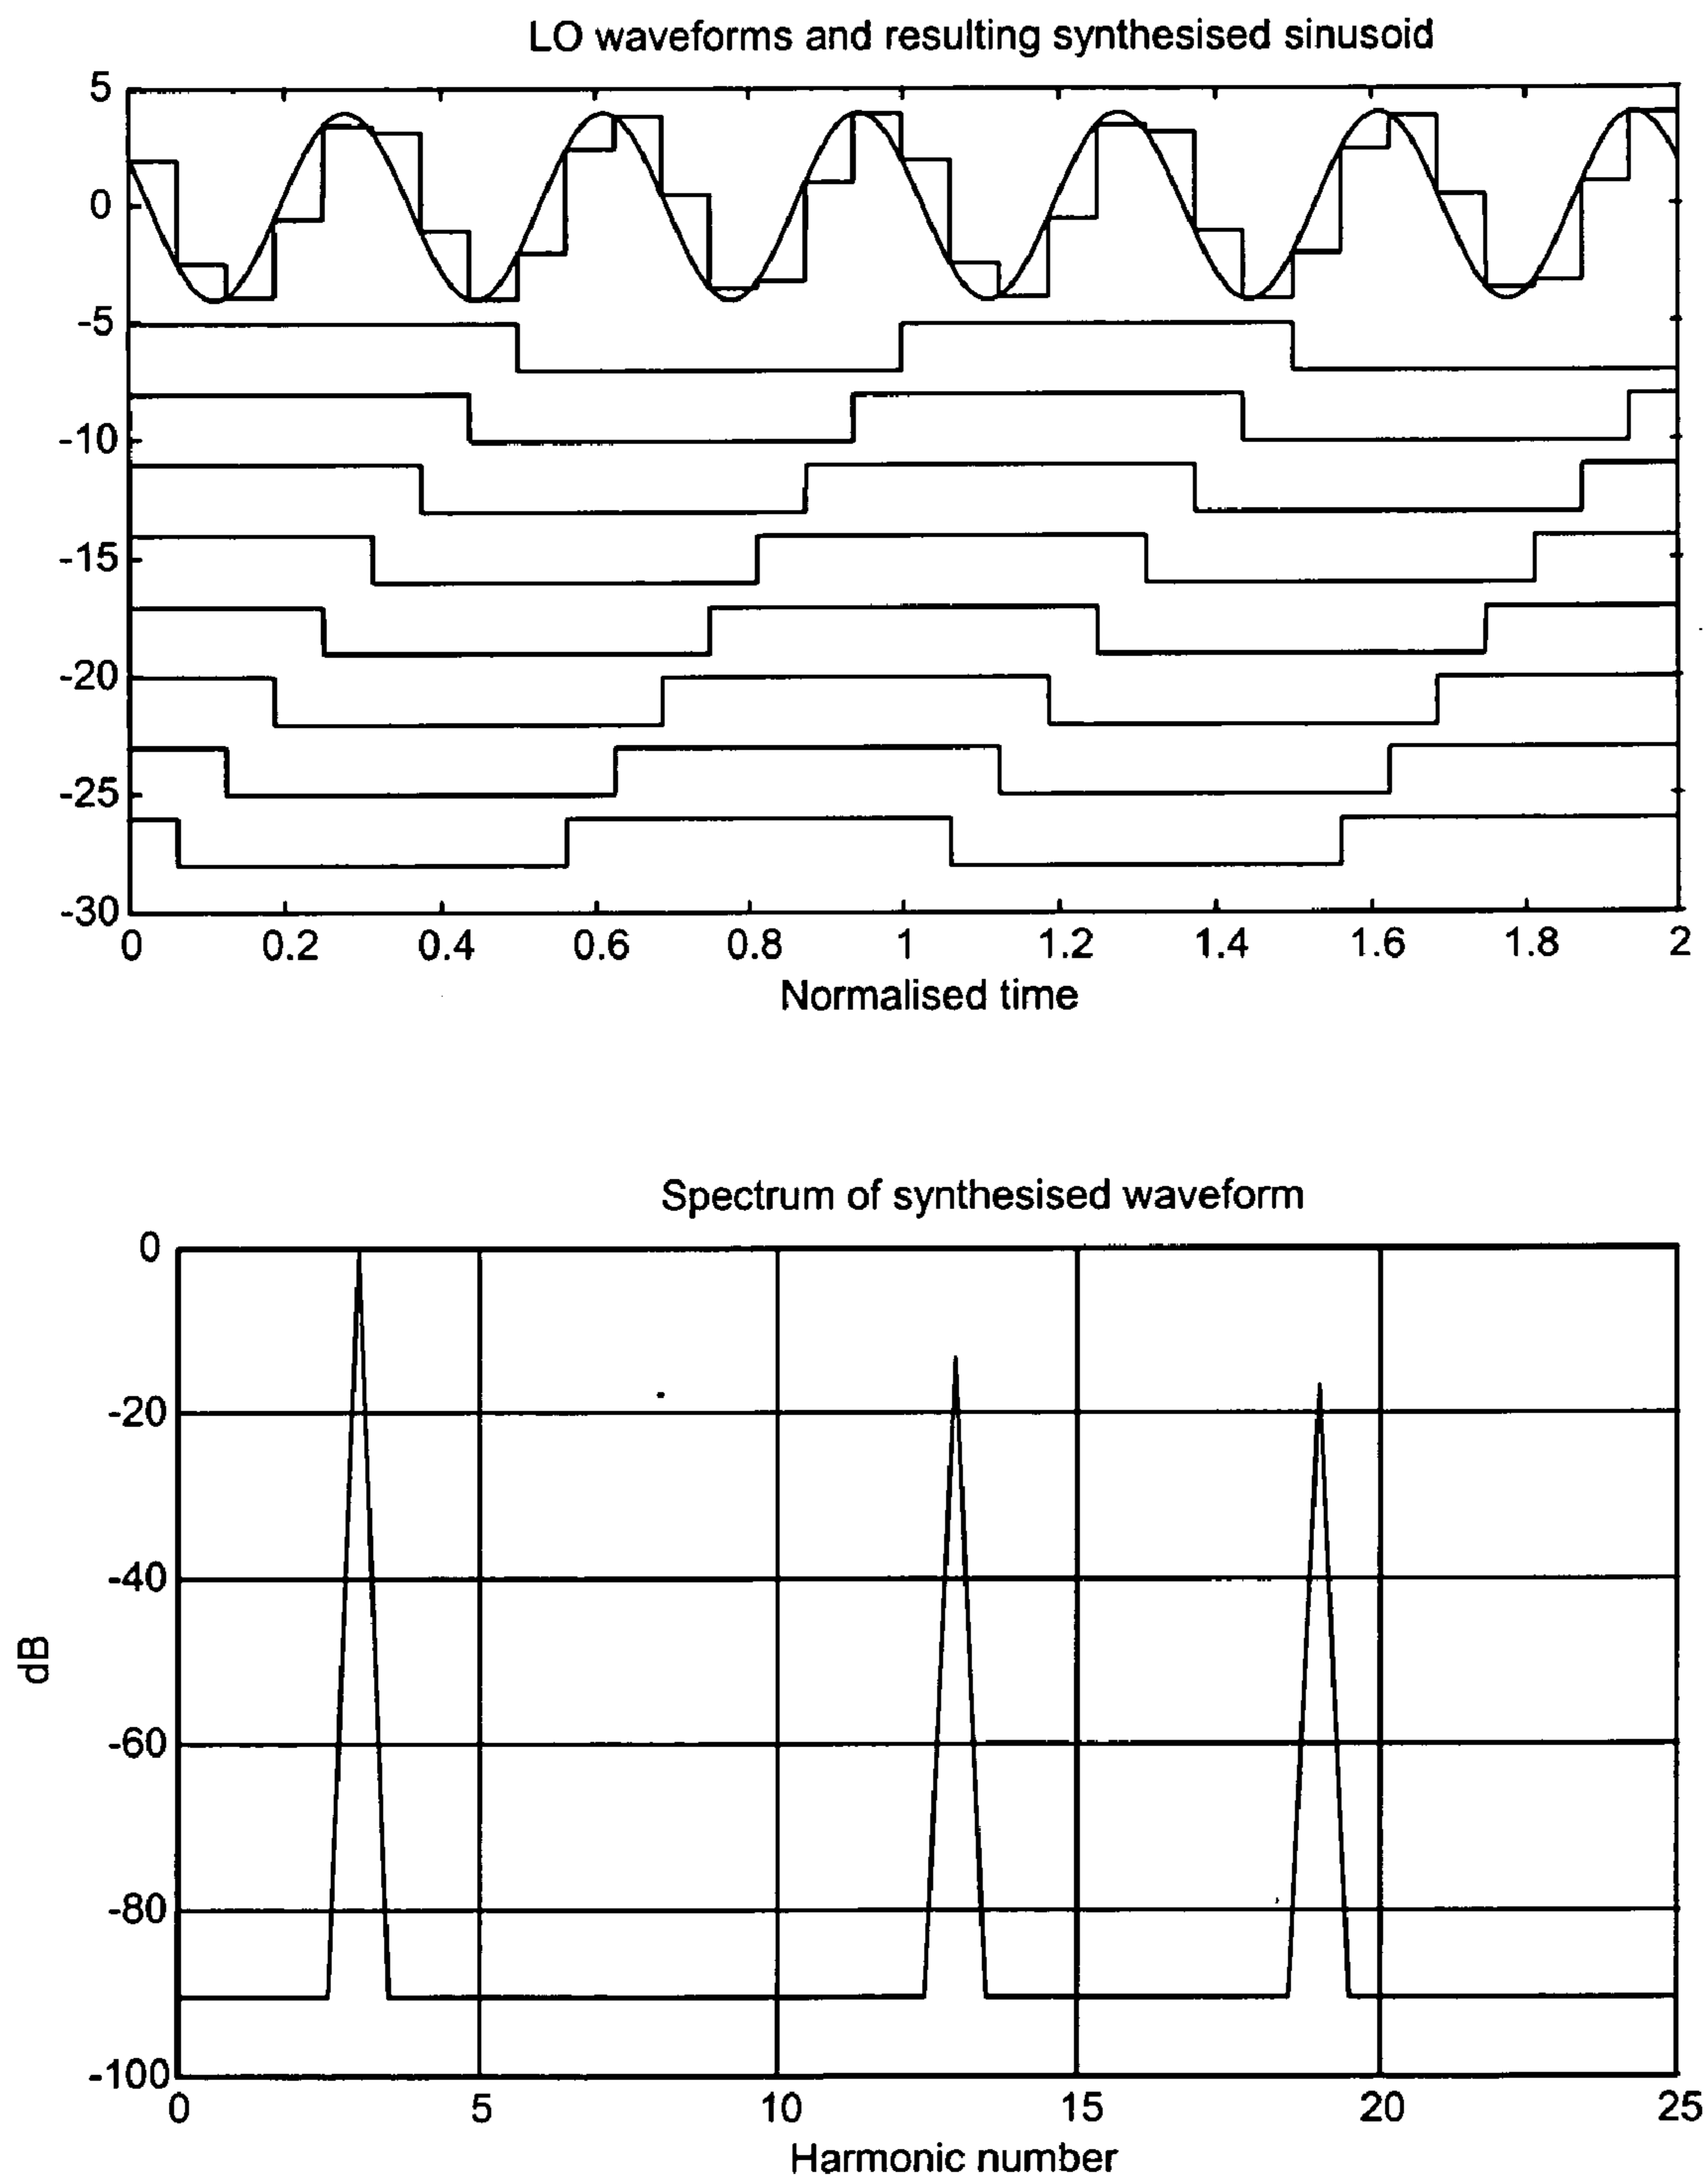 LO waveforms and resulting synthesised sinusoid
5
0
-5
-10
-15
-20
-25
-30
0 0.2 0.4 0.6 0.8 1 1.2 1.4 1.6 1.8 2
Normalised time
Spectrum of synthesised waveform
0
-20
-40
-60
-80
-100
dB
0 5 10 15 20 25
Harmonic number